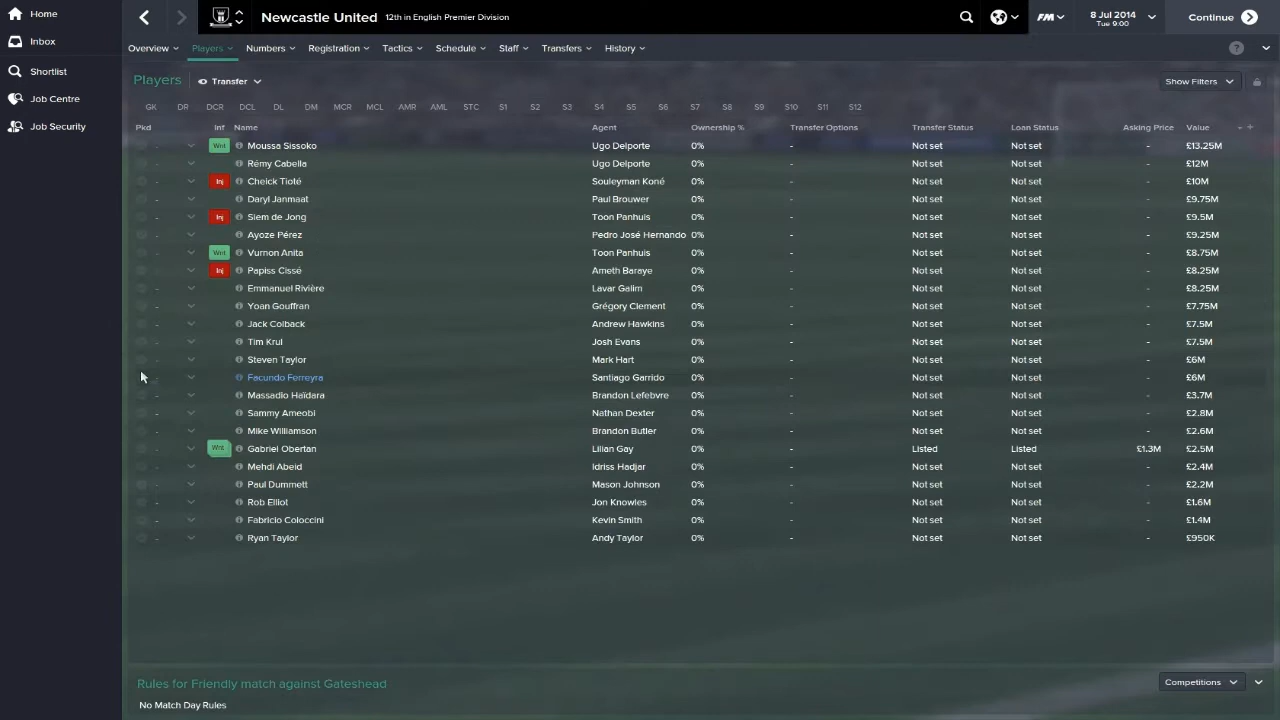 Home
Inbox
Shortlist
Job Centre
Job Security
Newcastle United 12th in English Premier Division
FM
8 Jul 2014
Tue 9:00
Continue
Overview Players Numbers Registration Tactics Schedule Staff Transfers History
?
Players Transfer
Show Filters
GK DR DCR DCL DL DM MCR MCL AMR AML STC S1 S2 S3 S4 S5 S6 S7 S8 S9 S10 S11 S12
Pkd Inf Name Agent Ownership % Transfer Options Transfer Status Loan Status Asking Price Value - +
- Wnt Moussa Sissoko Ugo Delporte 0% - Not set Not set - £13.25M
- Rémy Cabella Ugo Delporte 0% - Not set Not set - £12M
- Inj Cheick Tioté Souleyman Koné 0% - Not set Not set - £10M
- Daryl Janmaat Paul Brouwer 0% - Not set Not set - £9.75M
- Inj Siem de Jong Toon Panhuis 0% - Not set Not set - £9.5M
- Ayoze Pérez Pedro José Hernando 0% - Not set Not set - £9.25M
- Wnt Vurnon Anita Toon Panhuis 0% - Not set Not set - £8.75M
- Inj Papiss Cissé Ameth Baraye 0% - Not set Not set - £8.25M
- Emmanuel Rivière Lavar Galim 0% - Not set Not set - £8.25M
- Yoan Gouffran Grégory Clement 0% - Not set Not set - £7.75M
- Jack Colback Andrew Hawkins 0% - Not set Not set - £7.5M
- Tim Krul Josh Evans 0% - Not set Not set - £7.5M
- Steven Taylor Mark Hart 0% - Not set Not set - £6M
- Facundo Ferreyra Santiago Garrido 0% - Not set Not set - £6M
- Massadio Haïdara Brandon Lefebvre 0% - Not set Not set - £3.7M
- Sammy Ameobi Nathan Dexter 0% - Not set Not set - £2.8M
- Mike Williamson Brandon Butler 0% - Not set Not set - £2.6M
- Wnt Gabriel Obertan Lilian Gay 0% - Listed Listed £1.3M £2.5M
- Mehdi Abeid Idriss Hadjar 0% - Not set Not set - £2.4M
- Paul Dummett Mason Johnson 0% - Not set Not set - £2.2M
- Rob Elliot Jon Knowles 0% - Not set Not set - £1.6M
- Fabricio Coloccini Kevin Smith 0% - Not set Not set - £1.4M
- Ryan Taylor Andy Taylor 0% - Not set Not set - £950K
Rules for Friendly match against Gateshead
Competitions
No Match Day Rules